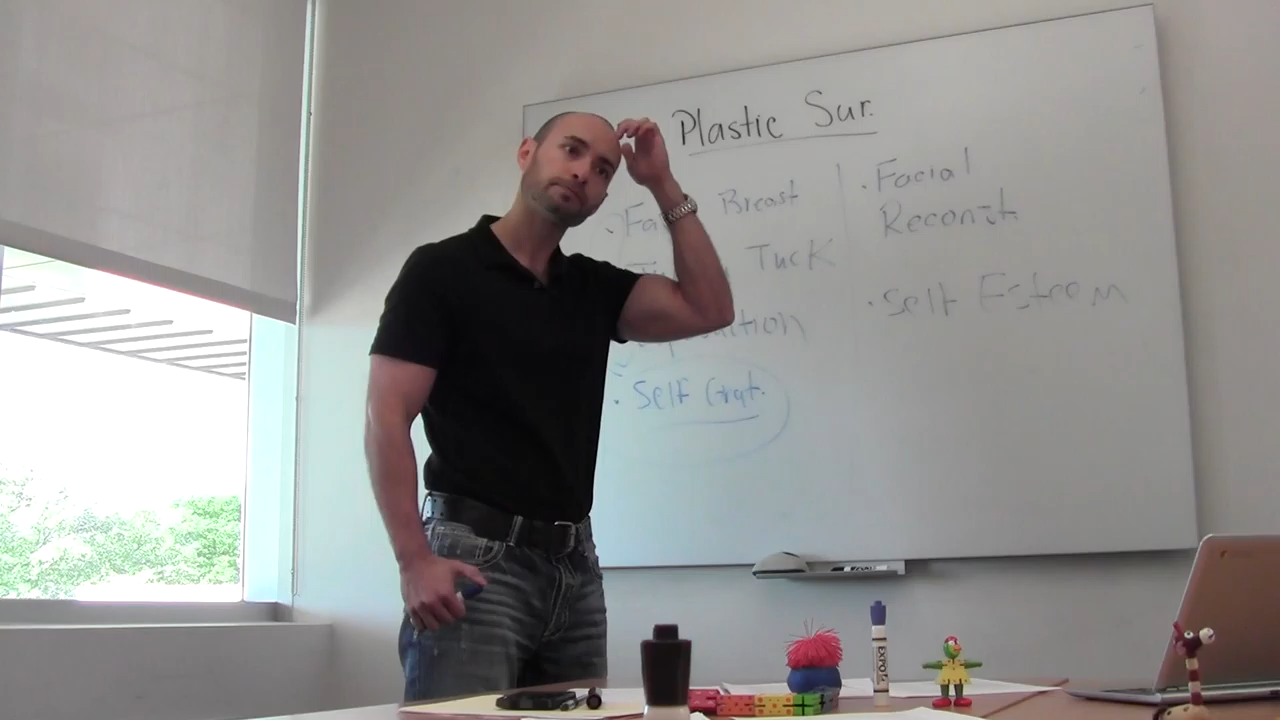 Plastic Sur.
Breast
Tuck
· Self Grat.
· Facial
Reconst.
· Self Esteem
EXPO